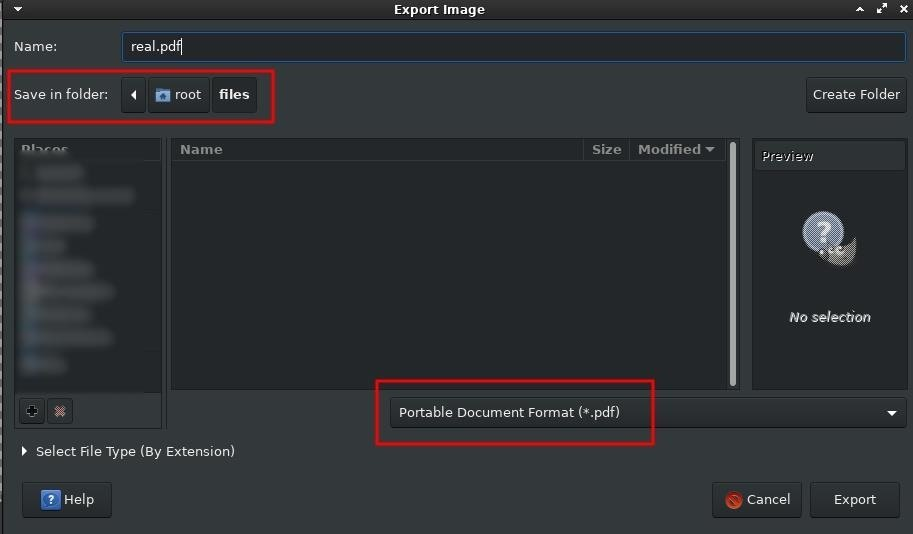 Export Image
Name: real.pdf
Save in folder: root files Create Folder
Places Name Size Modified Preview
No selection
Portable Document Format (*.pdf)
Select File Type (By Extension)
Help Cancel Export